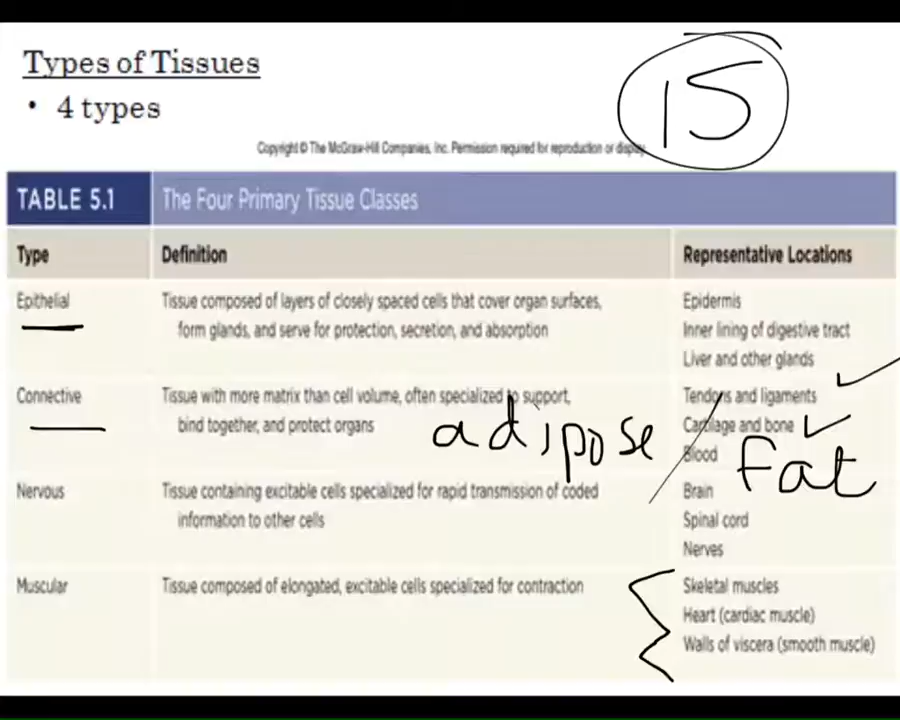 Types of Tissues
• 4 types
15
Copyright © The McGraw-Hill Companies, Inc. Permission required for reproduction or display.
TABLE 5.1 The Four Primary Tissue Classes
Type Definition Representative Locations
Epithelial Tissue composed of layers of closely spaced cells that cover organ surfaces, Epidermis
form glands, and serve for protection, secretion, and absorption Inner lining of digestive tract
Liver and other glands
Connective Tissue with more matrix than cell volume, often specialized to support, Tendons and ligaments
bind together, and protect organs Cartilage and bone
adipose / Fat
Blood
Nervous Tissue containing excitable cells specialized for rapid transmission of coded Brain
information to other cells Spinal cord
Nerves
Muscular Tissue composed of elongated, excitable cells specialized for contraction Skeletal muscles
Heart (cardiac muscle)
Walls of viscera (smooth muscle)